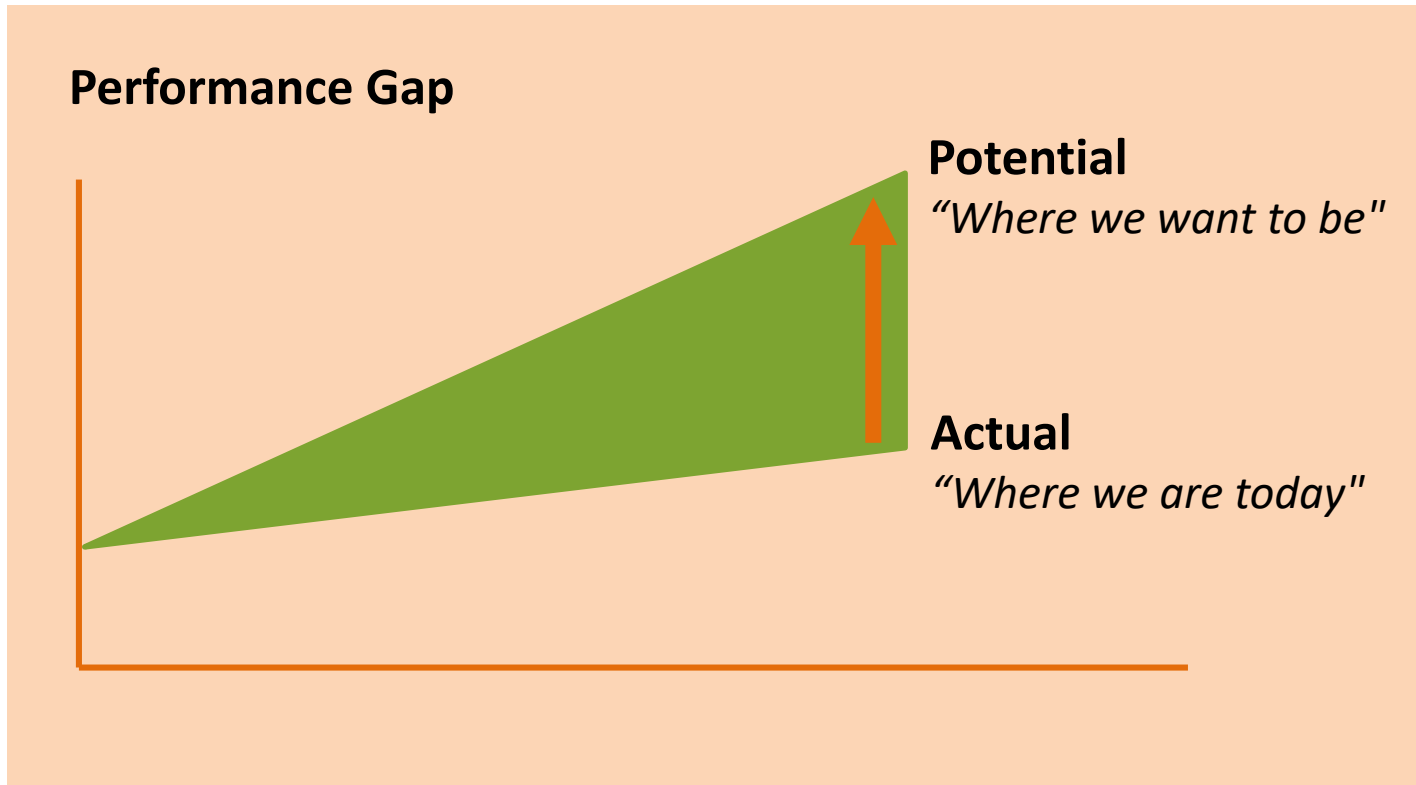 Performance Gap
Potential
“Where we want to be"
Actual
“Where we are today"